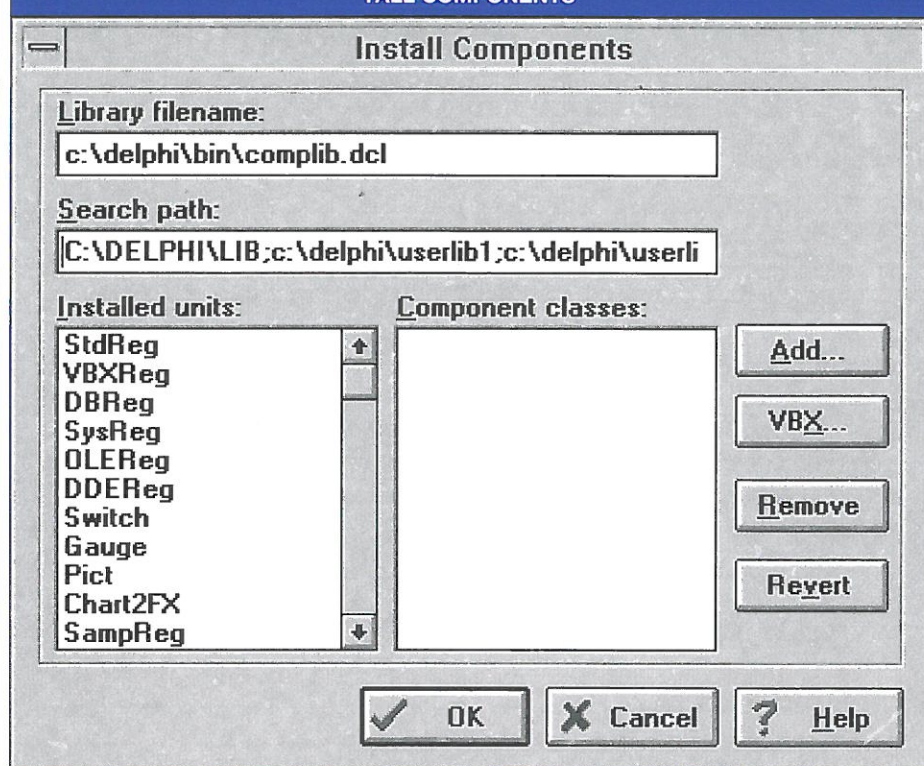 COMPONENTS
Install Components
Library filename:
c:\delphi\bin\complib.dcl
Search path:
C:\DELPHI\LIB;c:\delphi\userlib1;c:\delphi\userli
Installed units:
Component classes:
StdReg
VBXReg
DBReg
SysReg
OLEReg
DDEReg
Switch
Gauge
Pict
Chart2FX
SampReg
Add...
VBX...
Remove
Revert
OK
Cancel
? Help